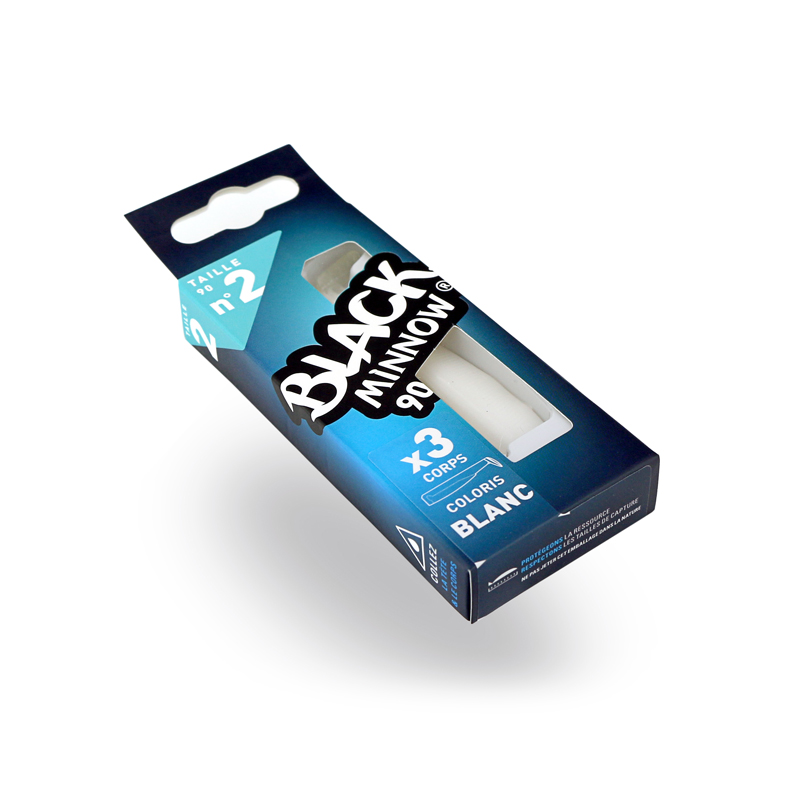 TAILLE
90
n°2
TAILLE
2
BLACK
MINNOW®
90
x3
CORPS
COLORIS
BLANC
COLLEZ
LA TÊTE
& LE CORPS
PROTÉGEONS LA RESSOURCE
RESPECTONS LES TAILLES DE CAPTURE
NE PAS JETER CET EMBALLAGE DANS LA NATURE